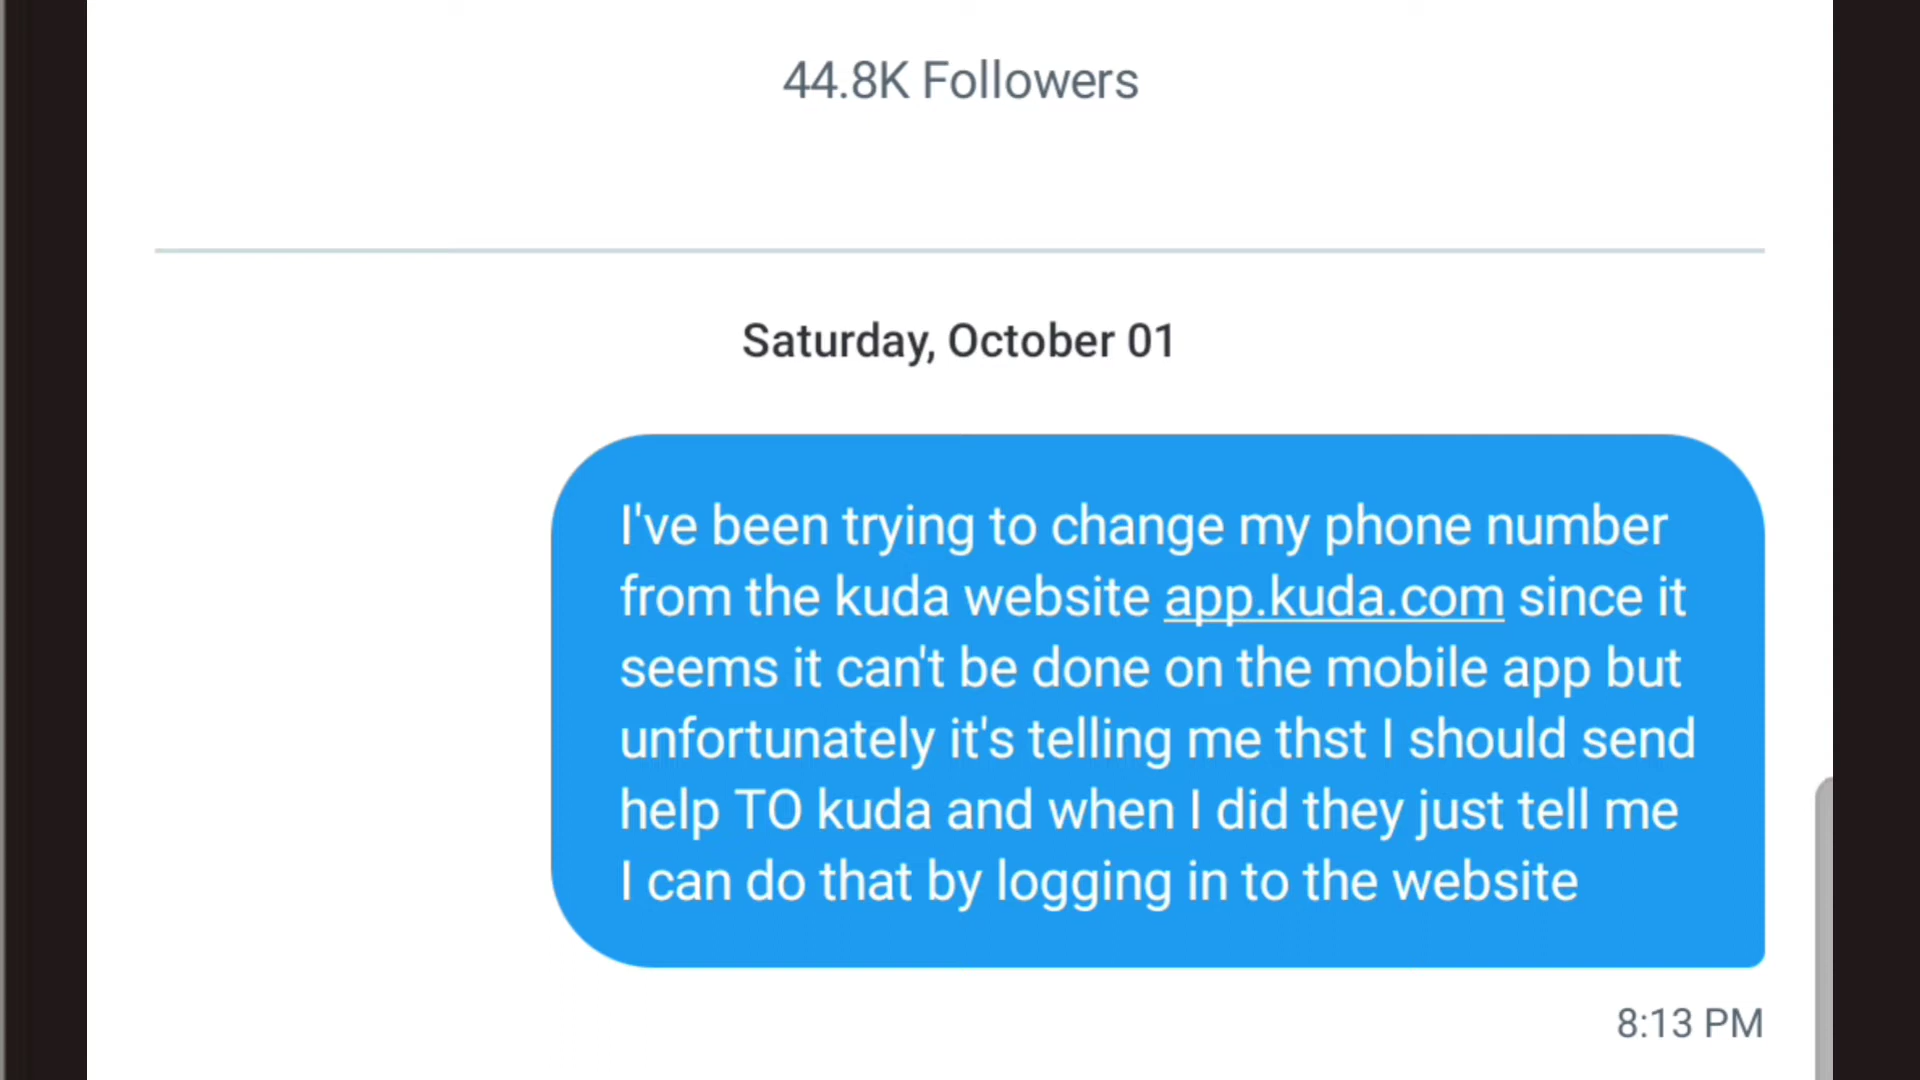 44.8K Followers
Saturday, October 01
I've been trying to change my phone number
from the kuda website app.kuda.com since it
seems it can't be done on the mobile app but
unfortunately it's telling me thst I should send
help TO kuda and when I did they just tell me
I can do that by logging in to the website
8:13 PM